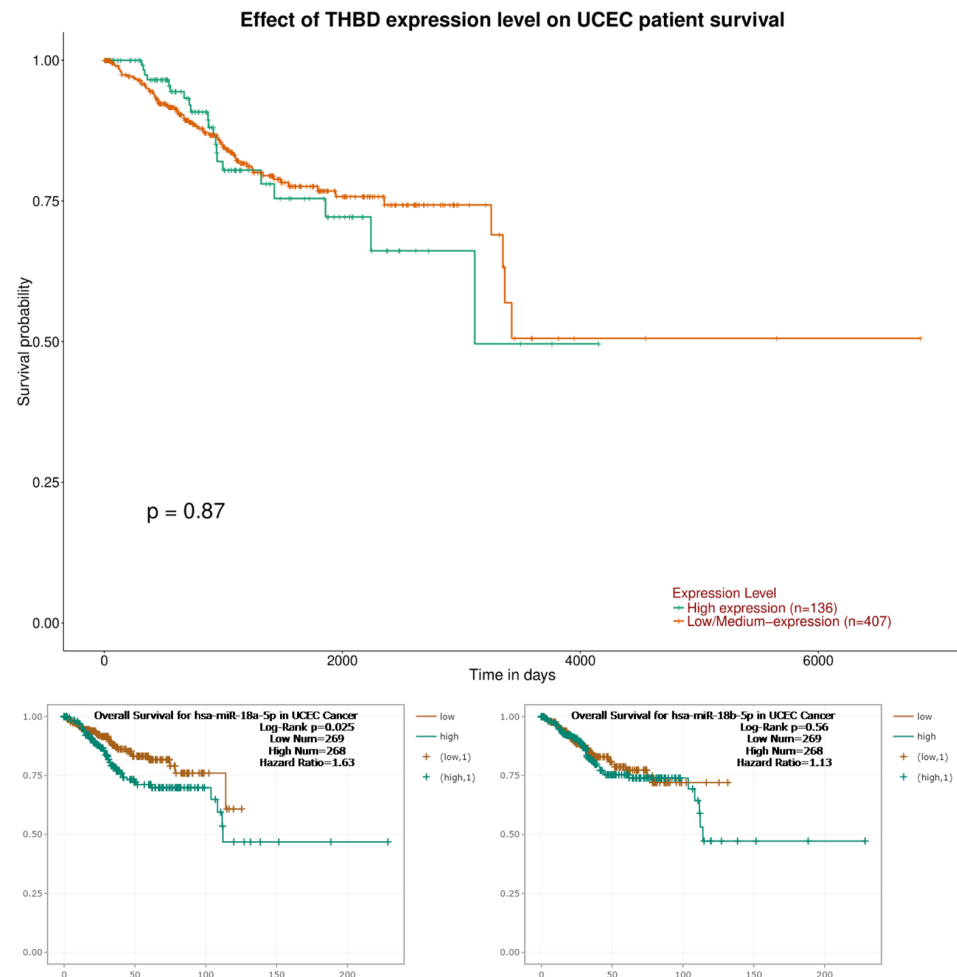 Effect of THBD expression level on UCEC patient survival
1.00
0.75
0.50
0.25
0.00
Survival probability
p = 0.87
Expression Level
High expression (n=136)
Low/Medium−expression (n=407)
0 2000 4000 6000
Time in days
Overall Survival for hsa-miR-18a-5p in UCEC Cancer
Log-Rank p=0.025
Low Num=269
High Num=268
Hazard Ratio=1.63
low
high
(low,1)
(high,1)
1.00
0.75
0.50
0.25
0.00
0 50 100 150 200
Overall Survival for hsa-miR-18b-5p in UCEC Cancer
Log-Rank p=0.56
Low Num=269
High Num=268
Hazard Ratio=1.13
low
high
(low,1)
(high,1)
1.00
0.75
0.50
0.25
0.00
0 50 100 150 200